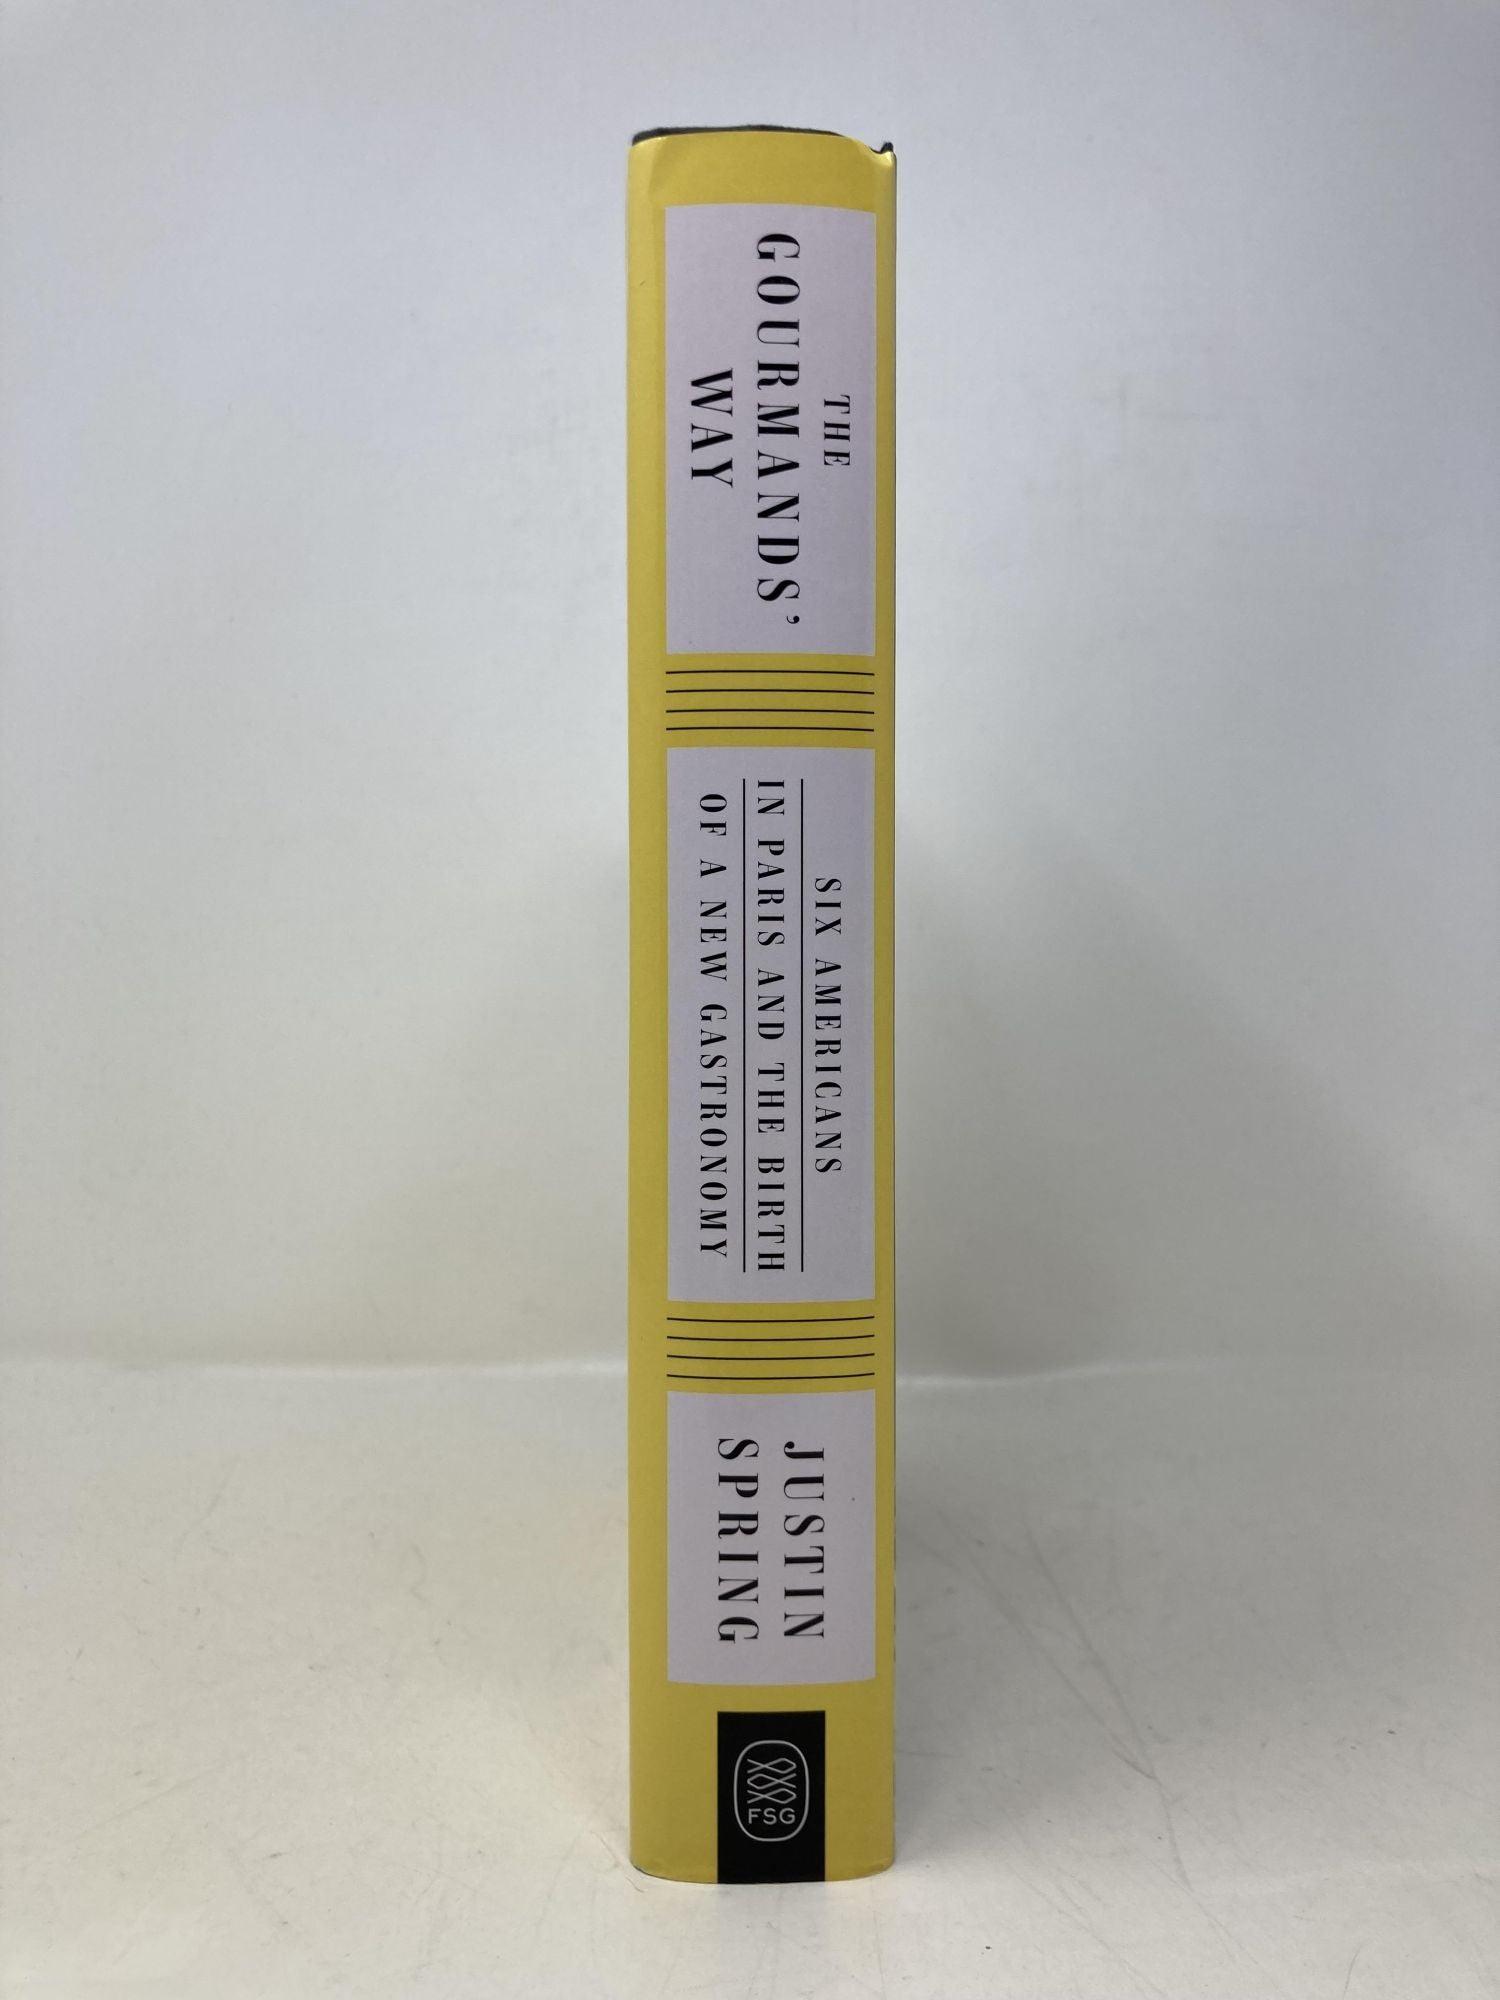 THE
GOURMANDS'
WAY
SIX AMERICANS
IN PARIS AND THE BIRTH
OF A NEW GASTRONOMY
JUSTIN
SPRING
FSG